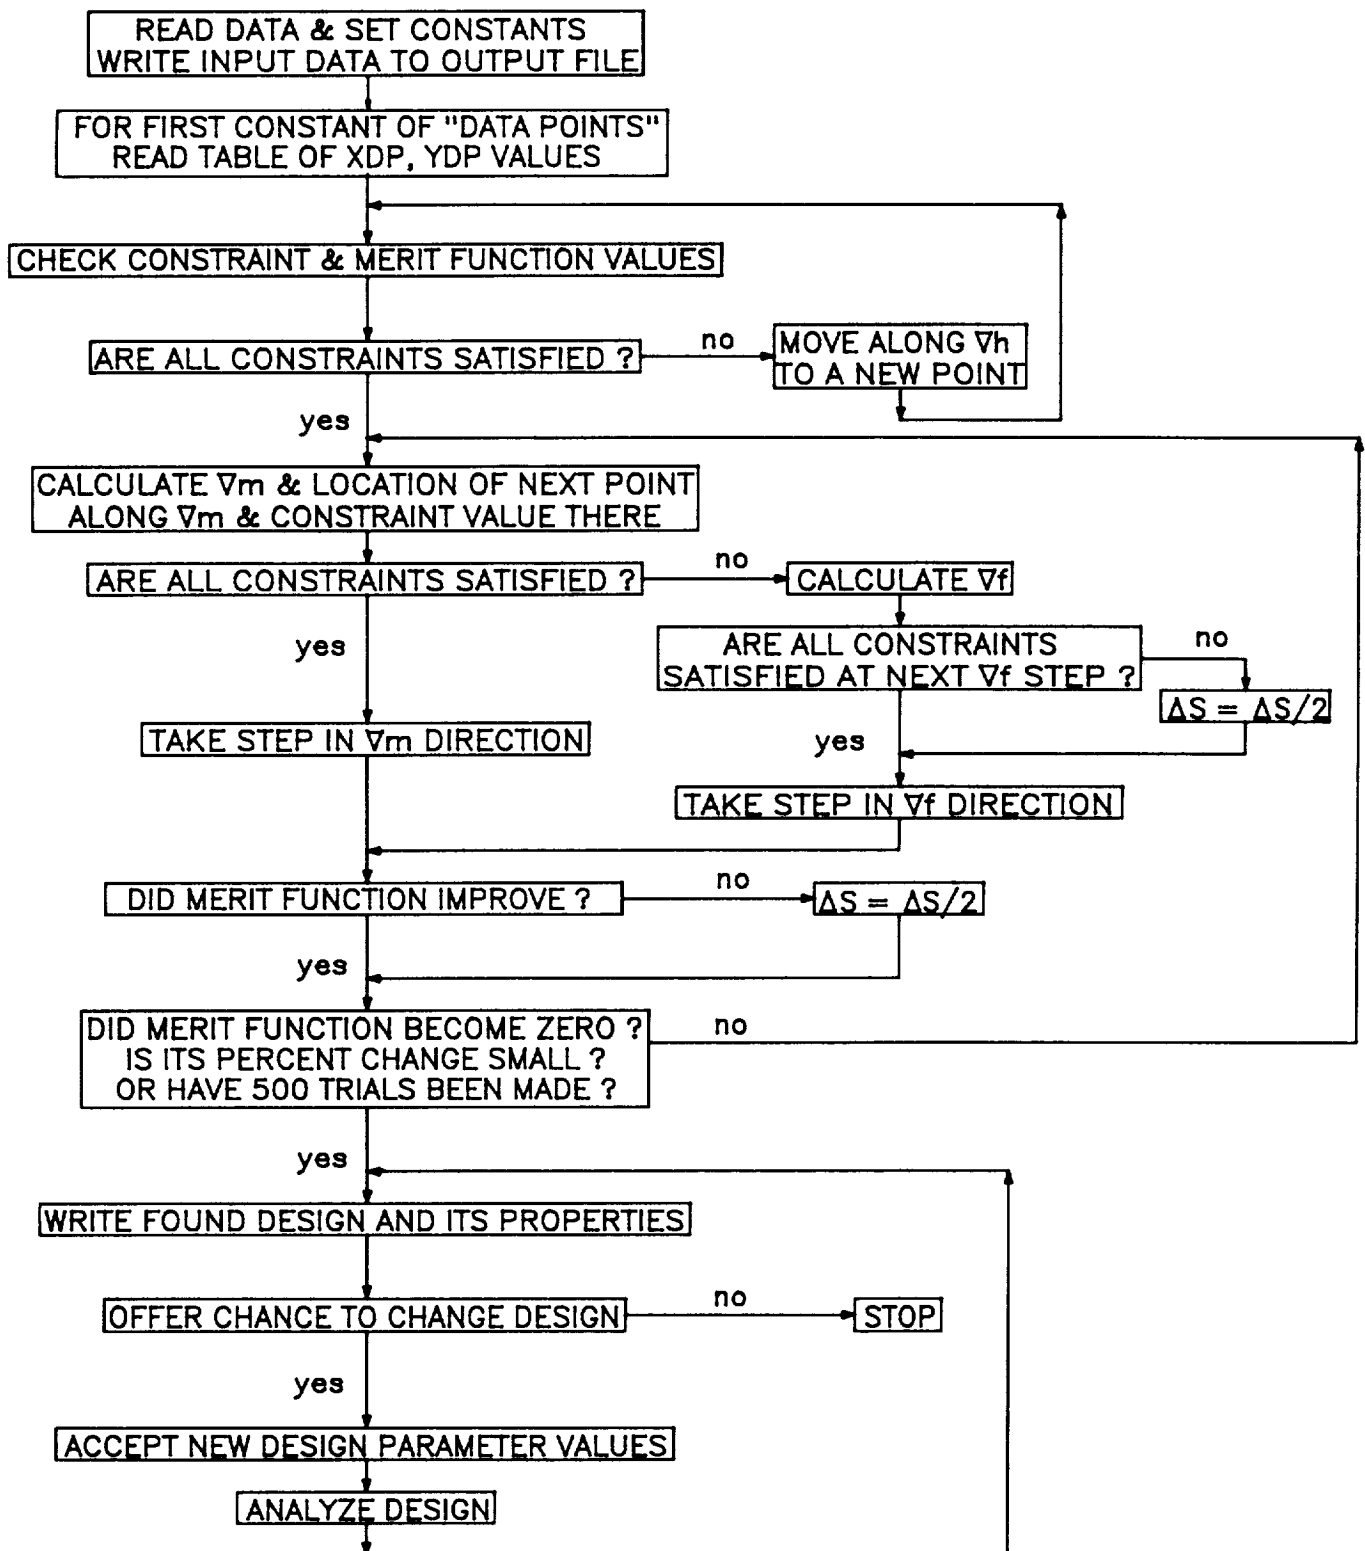 READ DATA & SET CONSTANTS
WRITE INPUT DATA TO OUTPUT FILE
FOR FIRST CONSTANT OF "DATA POINTS"
READ TABLE OF XDP, YDP VALUES
CHECK CONSTRAINT & MERIT FUNCTION VALUES
ARE ALL CONSTRAINTS SATISFIED ?
no
MOVE ALONG ∇h
TO A NEW POINT
yes
CALCULATE ∇m & LOCATION OF NEXT POINT
ALONG ∇m & CONSTRAINT VALUE THERE
ARE ALL CONSTRAINTS SATISFIED ?
no
CALCULATE ∇f
yes
ARE ALL CONSTRAINTS
SATISFIED AT NEXT ∇f STEP ?
no
ΔS = ΔS/2
TAKE STEP IN ∇m DIRECTION
yes
TAKE STEP IN ∇f DIRECTION
DID MERIT FUNCTION IMPROVE ?
no
ΔS = ΔS/2
yes
DID MERIT FUNCTION BECOME ZERO ?
IS ITS PERCENT CHANGE SMALL ?
OR HAVE 500 TRIALS BEEN MADE ?
no
yes
WRITE FOUND DESIGN AND ITS PROPERTIES
OFFER CHANCE TO CHANGE DESIGN
no
STOP
yes
ACCEPT NEW DESIGN PARAMETER VALUES
ANALYZE DESIGN